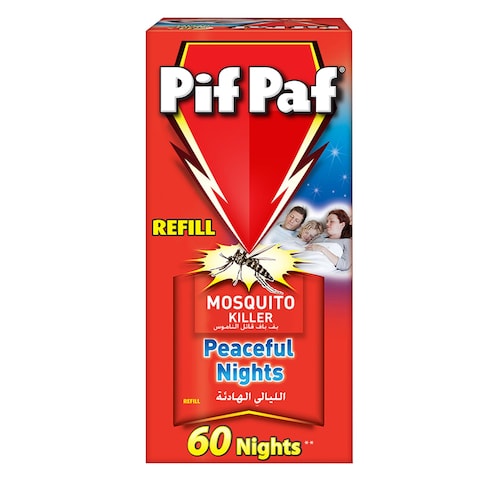 Pif Paf®
REFILL
MOSQUITO
KILLER
بف باف قاتل الناموس
Peaceful
Nights
الليالي الهادئة
REFILL
60 Nights**